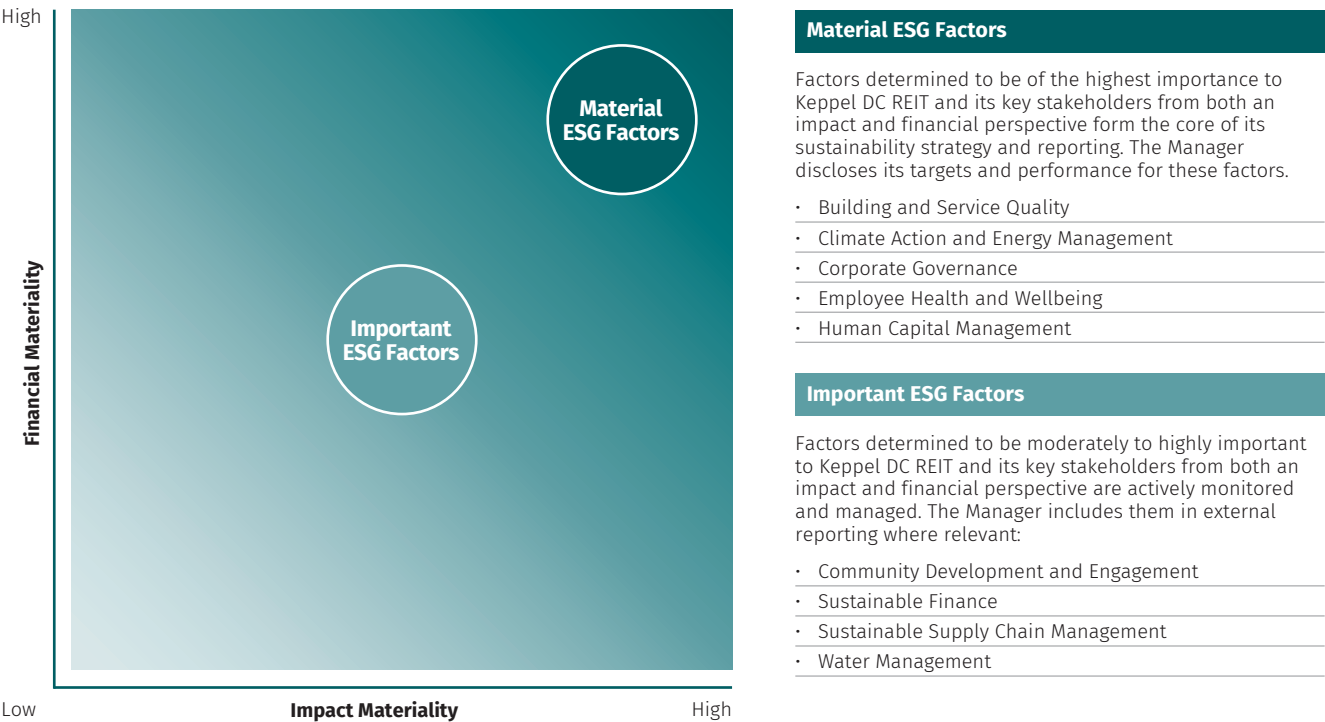 High
Financial Materiality
Material
ESG Factors
Important
ESG Factors
Low
Impact Materiality
High
Material ESG Factors
Factors determined to be of the highest importance to
Keppel DC REIT and its key stakeholders from both an
impact and financial perspective form the core of its
sustainability strategy and reporting. The Manager
discloses its targets and performance for these factors.
• Building and Service Quality
• Climate Action and Energy Management
• Corporate Governance
• Employee Health and Wellbeing
• Human Capital Management
Important ESG Factors
Factors determined to be moderately to highly important
to Keppel DC REIT and its key stakeholders from both an
impact and financial perspective are actively monitored
and managed. The Manager includes them in external
reporting where relevant:
• Community Development and Engagement
• Sustainable Finance
• Sustainable Supply Chain Management
• Water Management